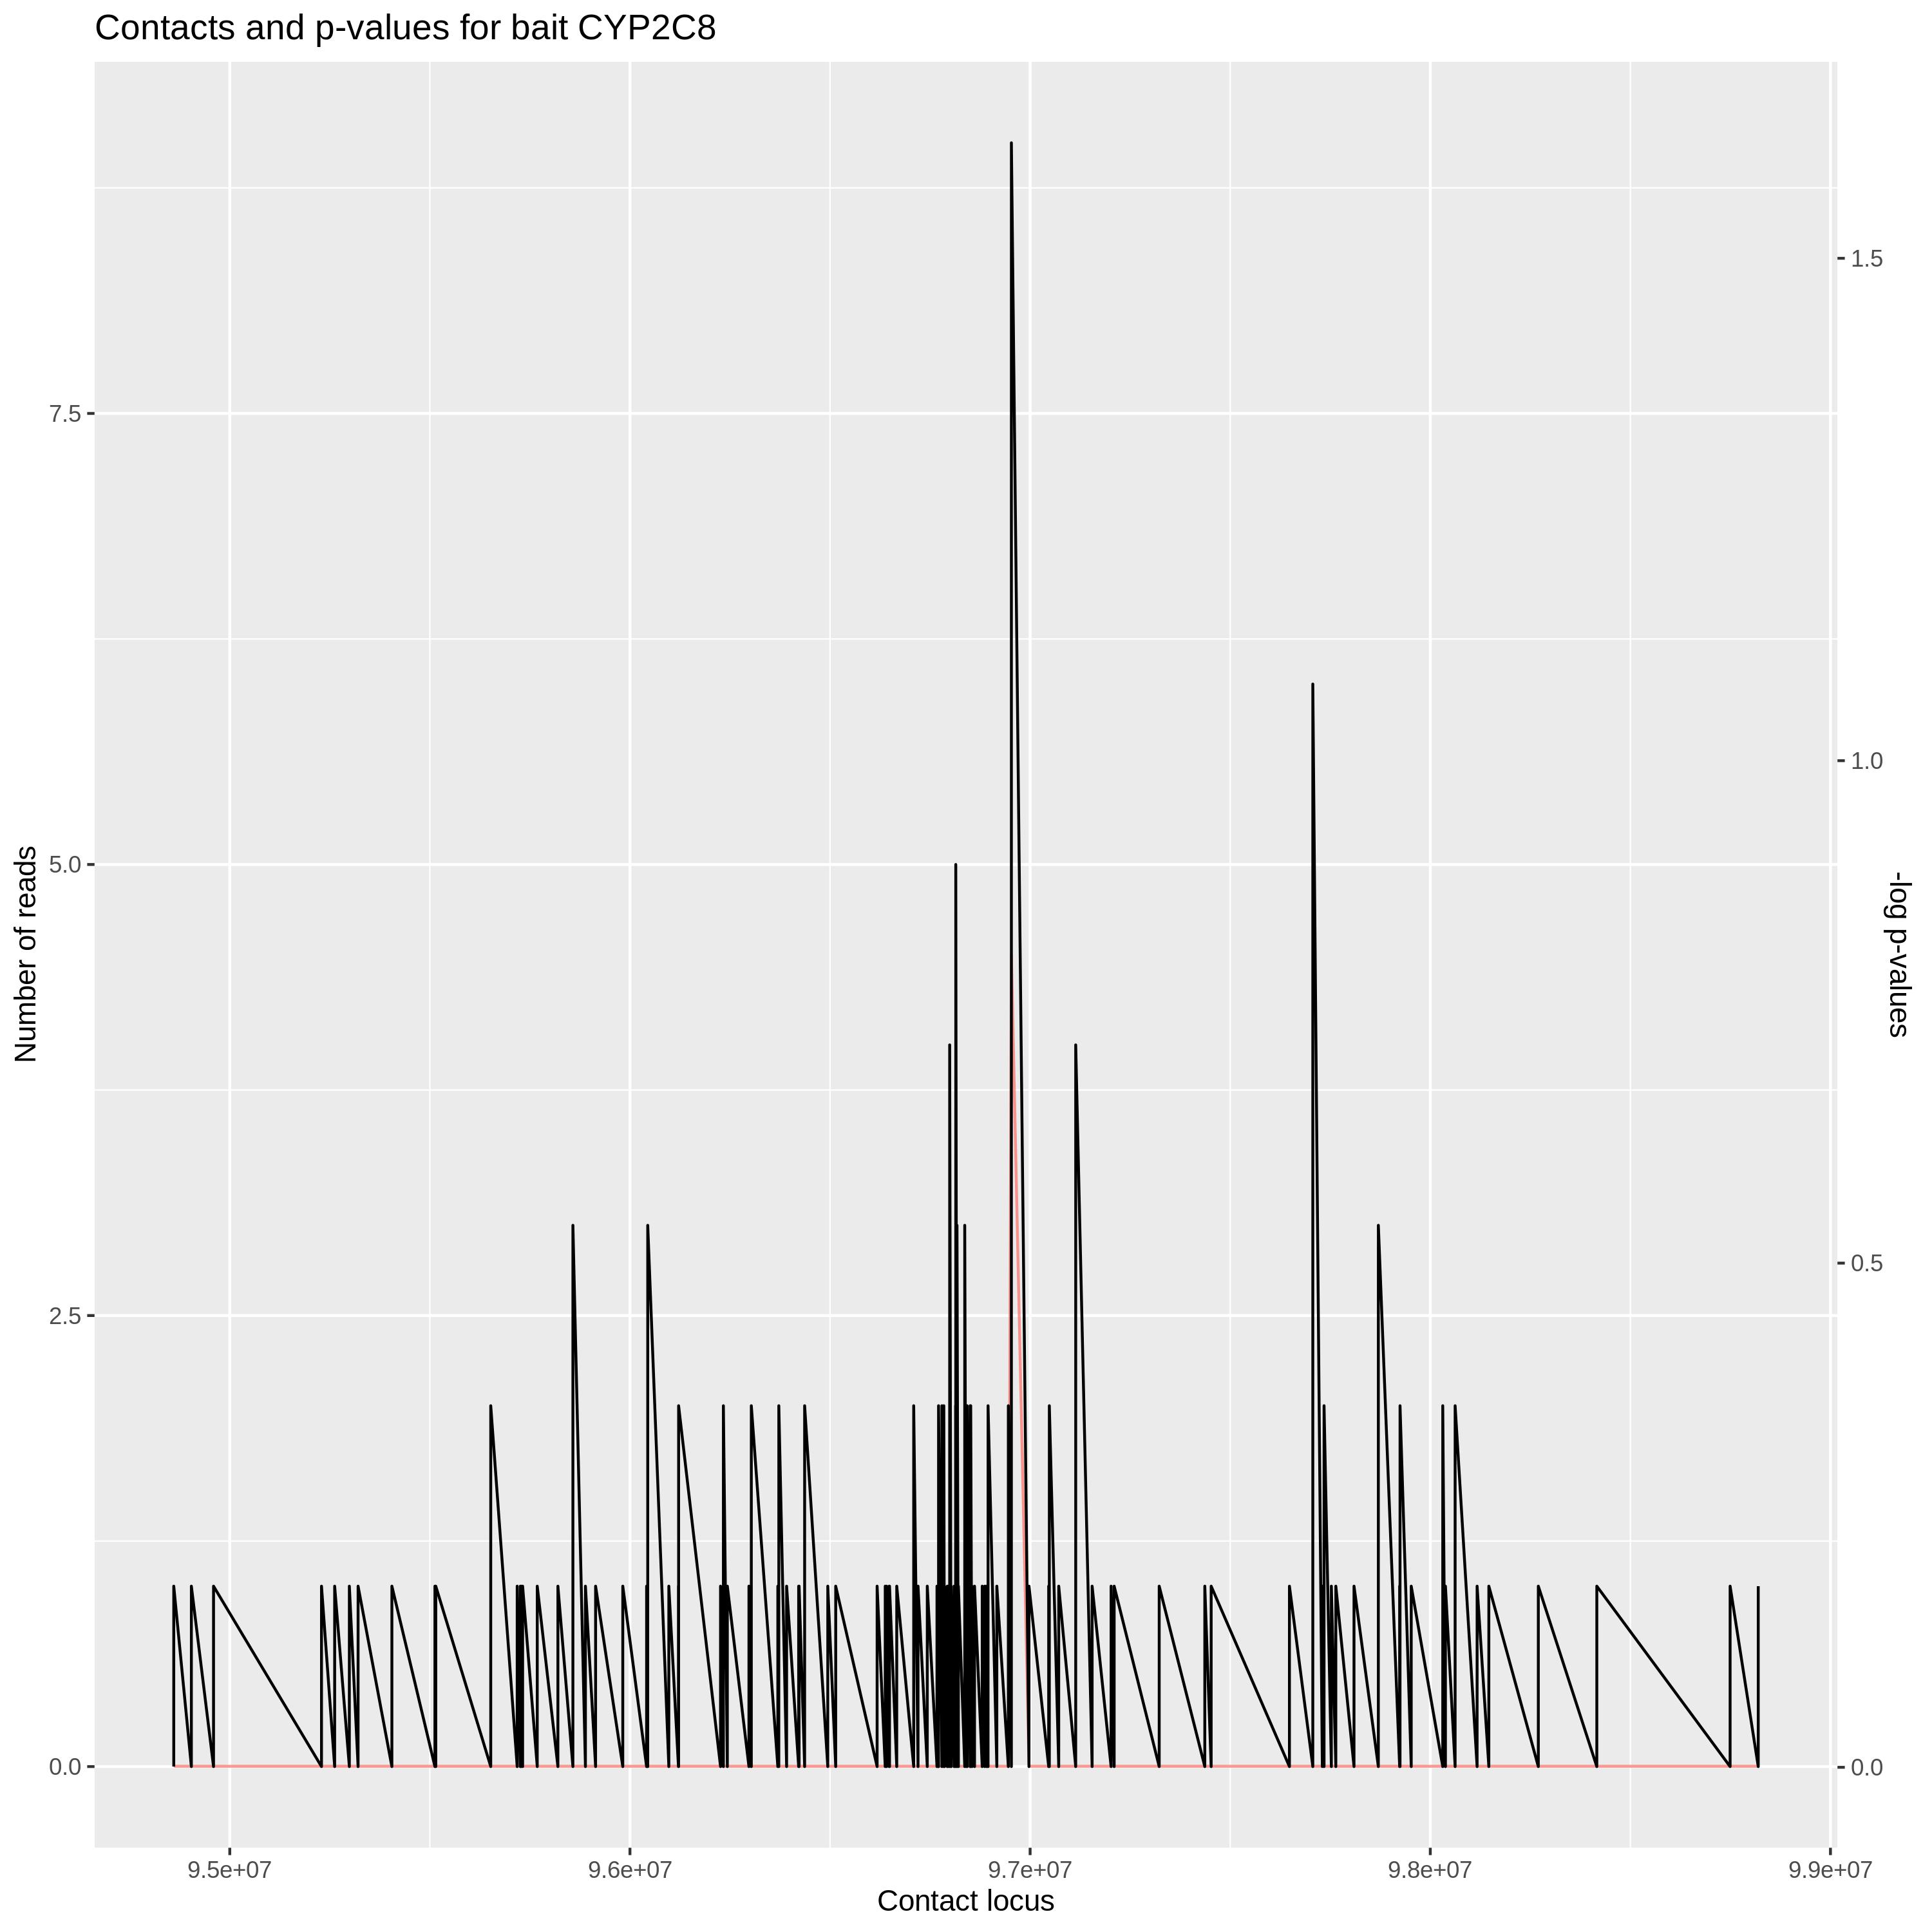 Contacts and p-values for bait CYP2C8
Number of reads
7.5
5.0
2.5
0.0
1.5
1.0
0.5
0.0
-log p-values
9.5e+07 9.6e+07 9.7e+07 9.8e+07 9.9e+07
Contact locus